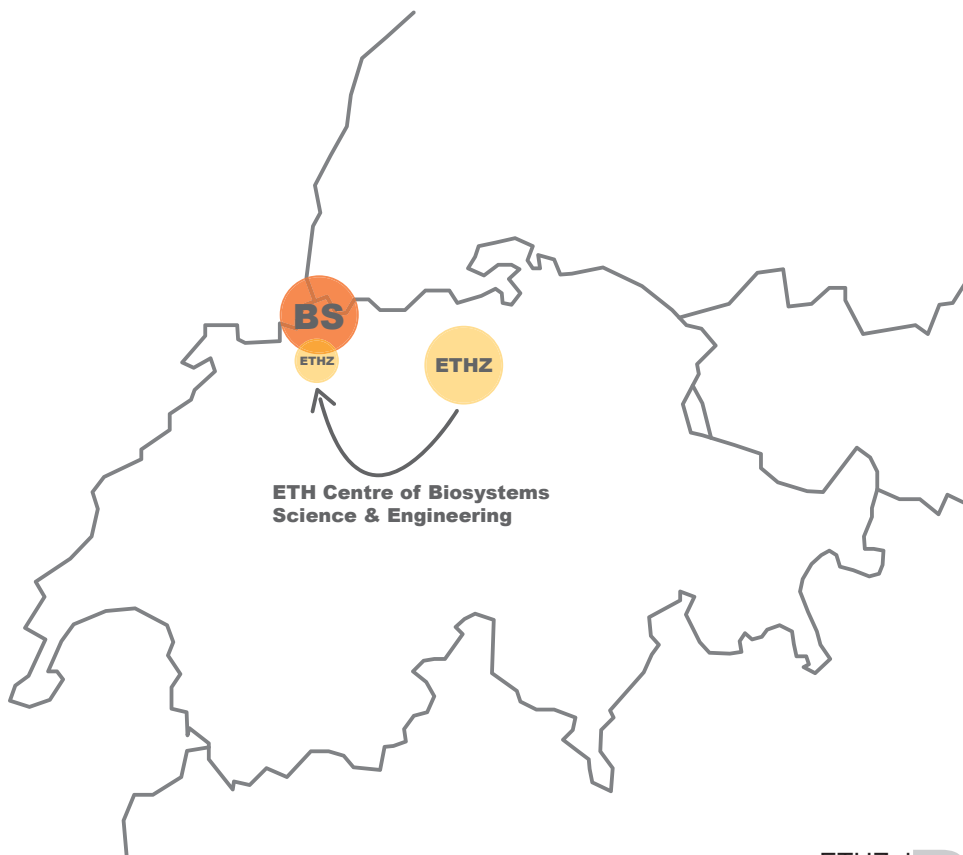 BS
ETHZ
ETHZ
ETH Centre of Biosystems
Science & Engineering